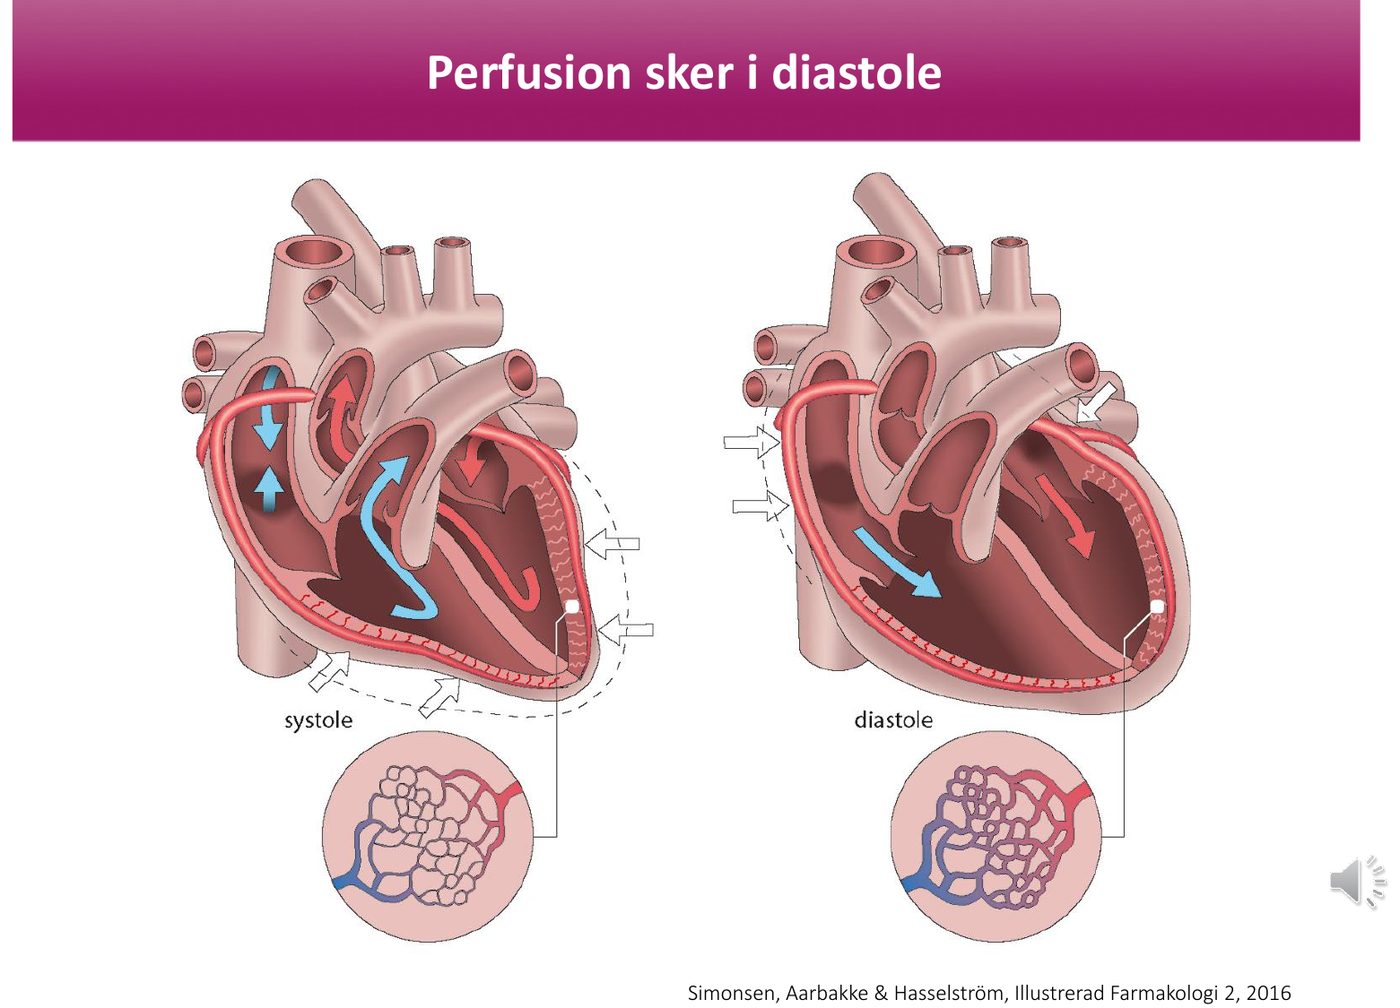 Perfusion sker i diastole
systole
diastole
Simonsen, Aarbakke & Hasselström, Illustrerad Farmakologi 2, 2016